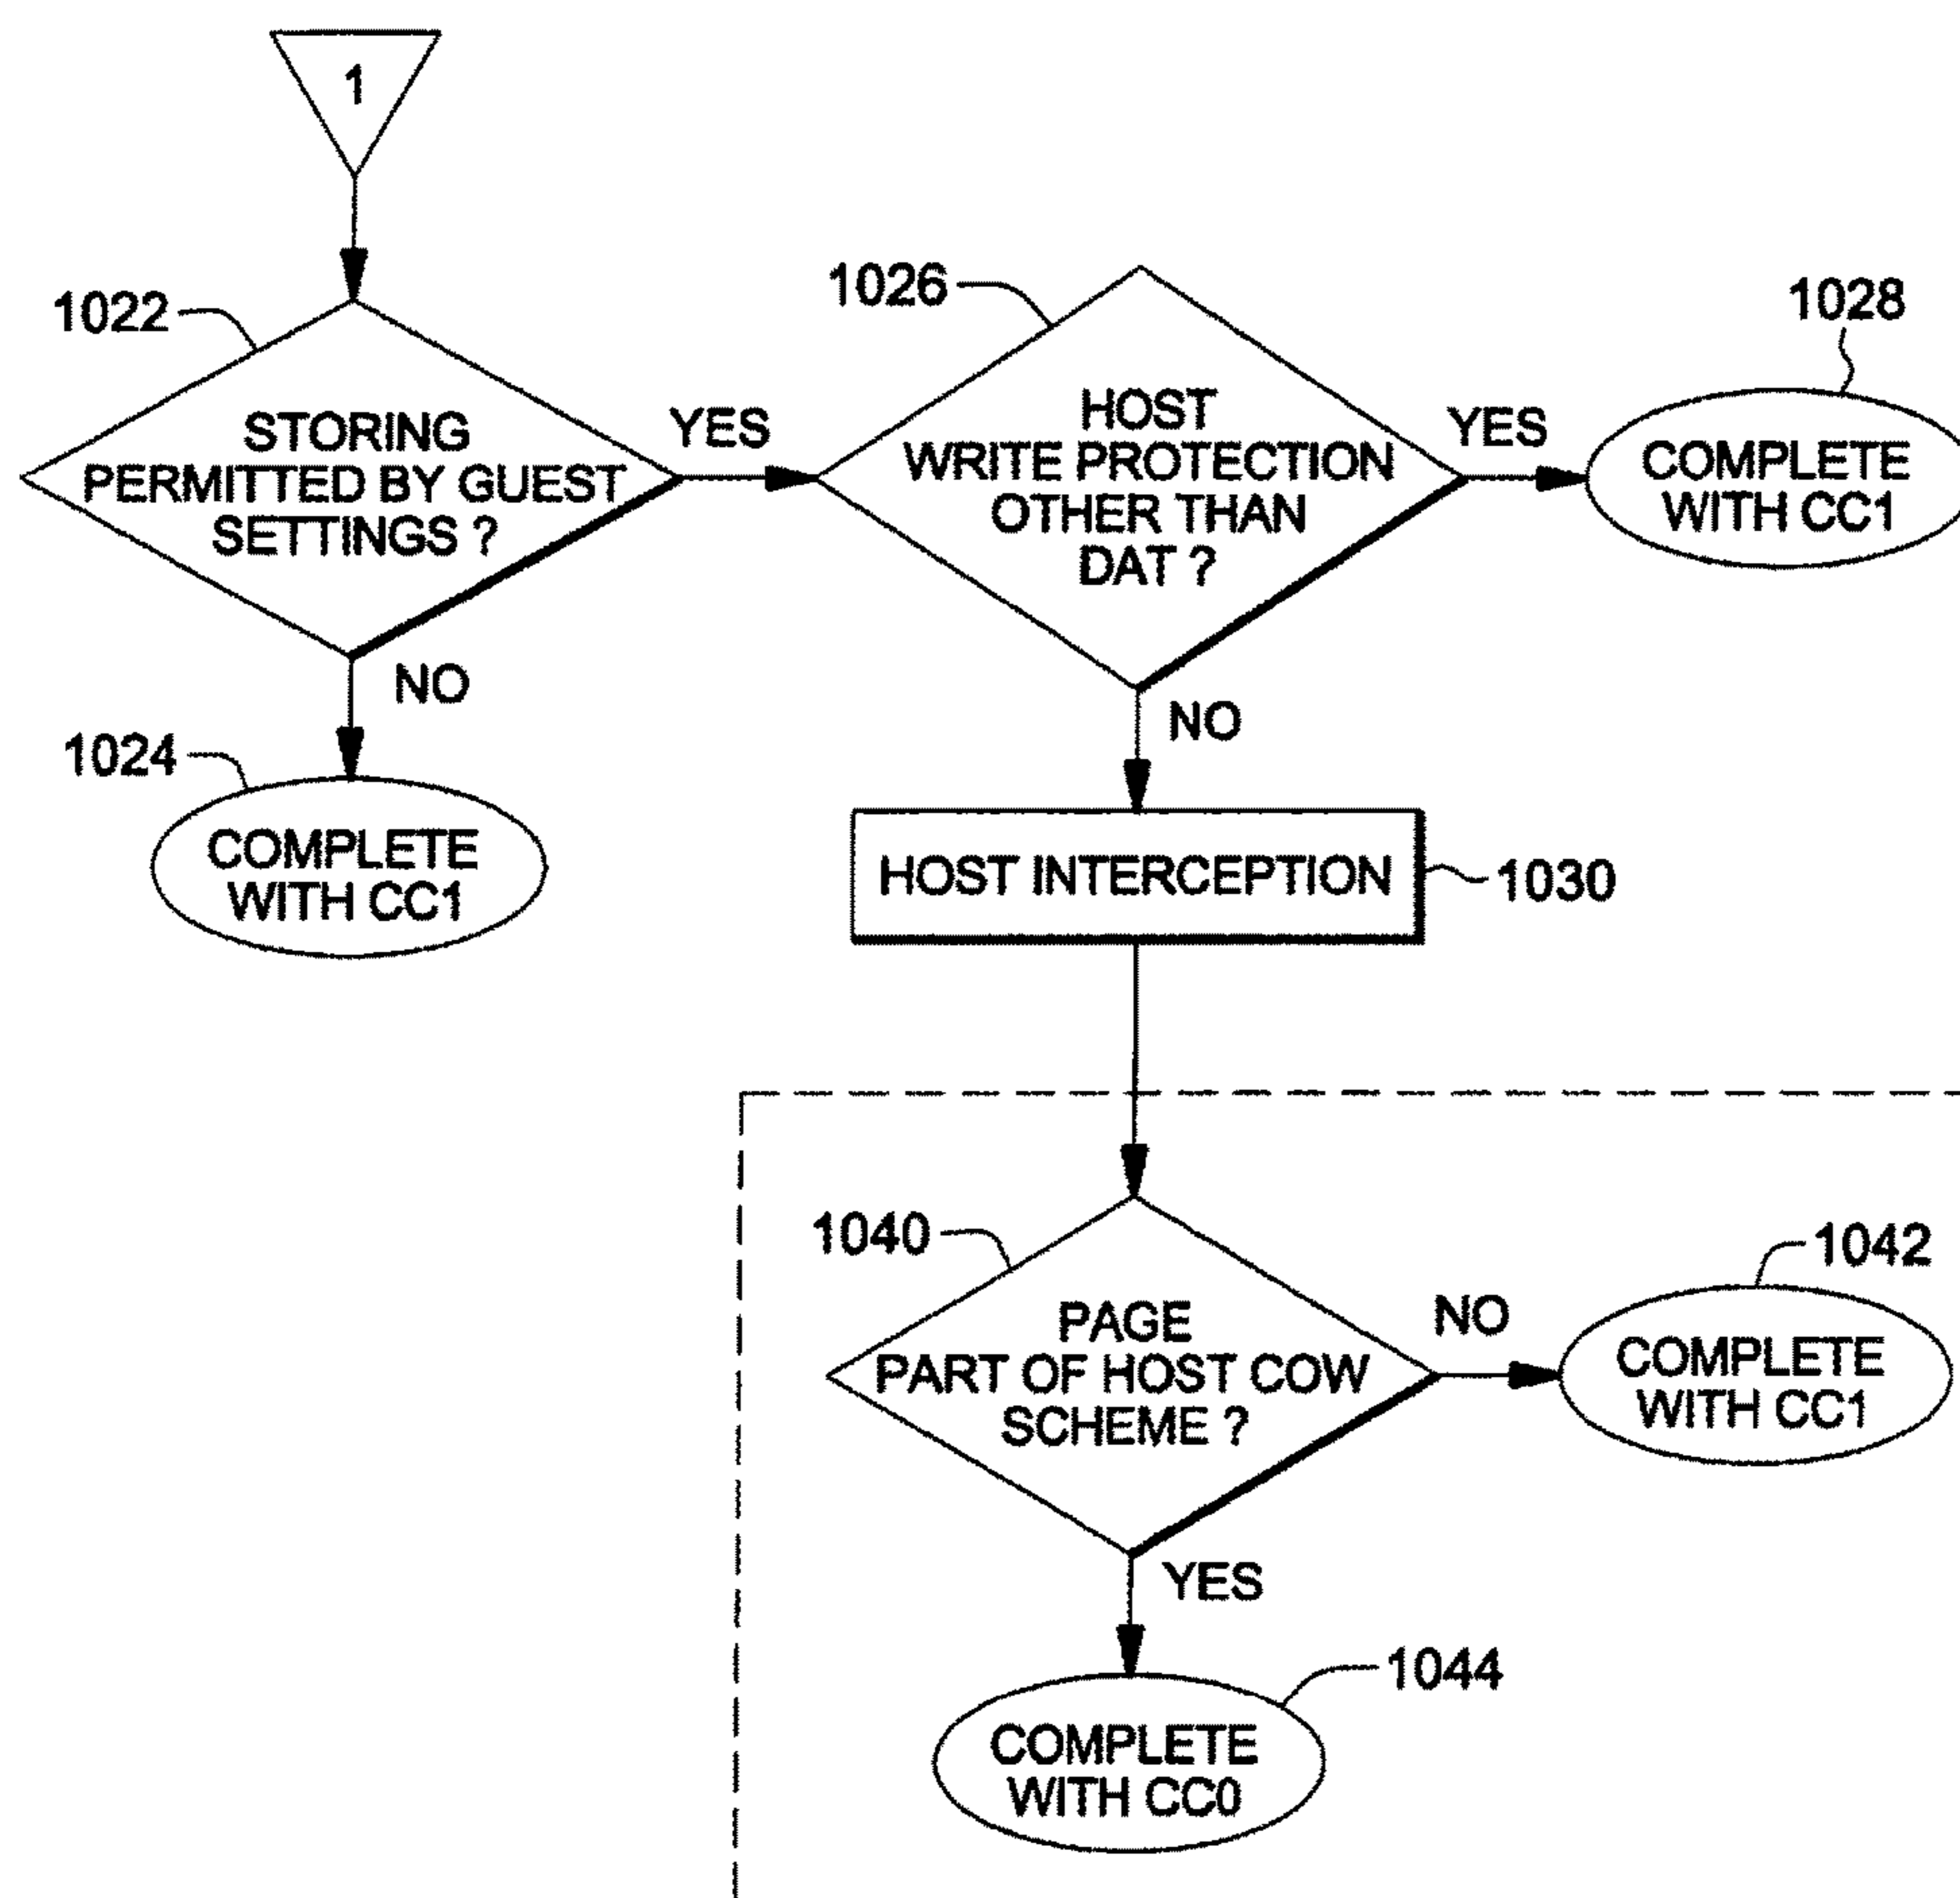 1
1022
STORING
PERMITTED BY GUEST
SETTINGS ?
YES
NO
1024
COMPLETE
WITH CC1
1026
HOST
WRITE PROTECTION
OTHER THAN
DAT ?
YES
1028
COMPLETE
WITH CC1
NO
HOST INTERCEPTION
1030
1040
PAGE
PART OF HOST COW
SCHEME ?
NO
1042
COMPLETE
WITH CC1
YES
1044
COMPLETE
WITH CC0